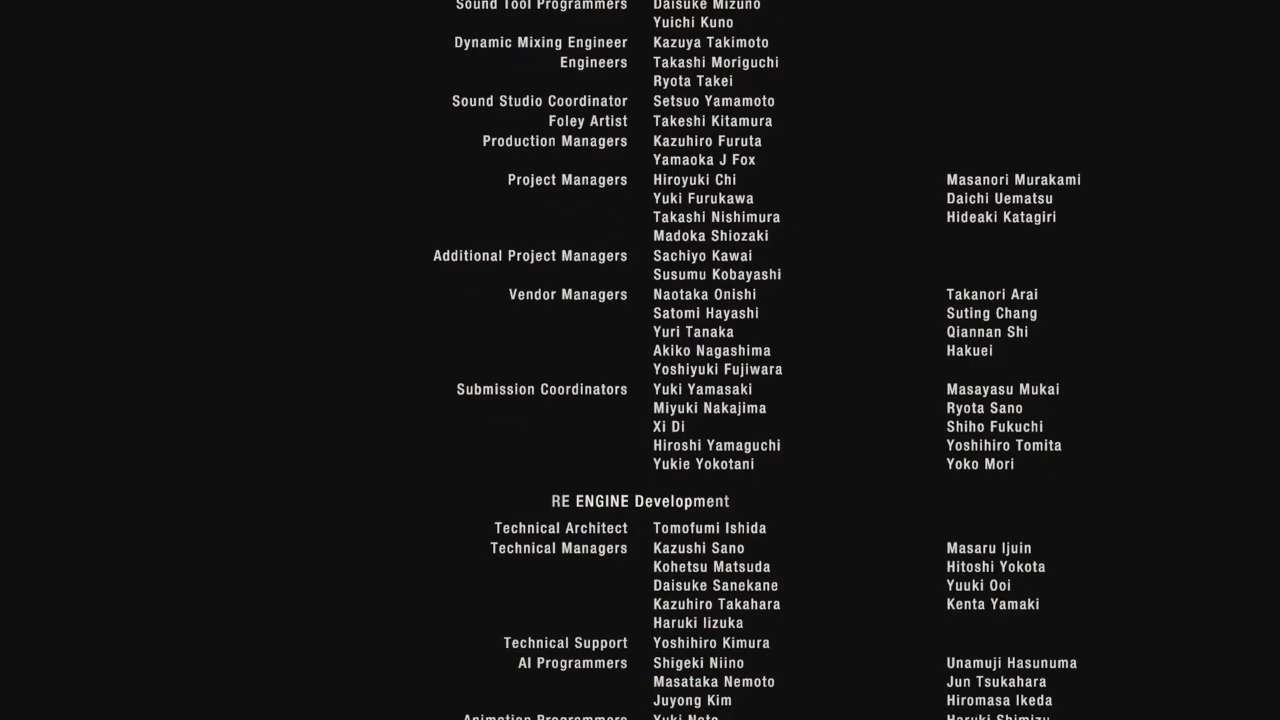 Sound Tool Programmers Daisuke Mizuno
Yuichi Kuno
Dynamic Mixing Engineer Kazuya Takimoto
Engineers Takashi Moriguchi
Ryota Takei
Sound Studio Coordinator Setsuo Yamamoto
Foley Artist Takeshi Kitamura
Production Managers Kazuhiro Furuta
Yamaoka J Fox
Project Managers Hiroyuki Chi Masanori Murakami
Yuki Furukawa Daichi Uematsu
Takashi Nishimura Hideaki Katagiri
Madoka Shiozaki
Additional Project Managers Sachiyo Kawai
Susumu Kobayashi
Vendor Managers Naotaka Onishi Takanori Arai
Satomi Hayashi Suting Chang
Yuri Tanaka Qiannan Shi
Akiko Nagashima Hakuei
Yoshiyuki Fujiwara
Submission Coordinators Yuki Yamasaki Masayasu Mukai
Miyuki Nakajima Ryota Sano
Xi Di Shiho Fukuchi
Hiroshi Yamaguchi Yoshihiro Tomita
Yukie Yokotani Yoko Mori
RE ENGINE Development
Technical Architect Tomofumi Ishida
Technical Managers Kazushi Sano Masaru Ijuin
Kohetsu Matsuda Hitoshi Yokota
Daisuke Sanekane Yuuki Ooi
Kazuhiro Takahara Kenta Yamaki
Haruki Iizuka
Technical Support Yoshihiro Kimura
AI Programmers Shigeki Niino Unamuji Hasunuma
Masataka Nemoto Jun Tsukahara
Juyong Kim Hiromasa Ikeda
Animation Programmers Yuki Haruki Shimizu